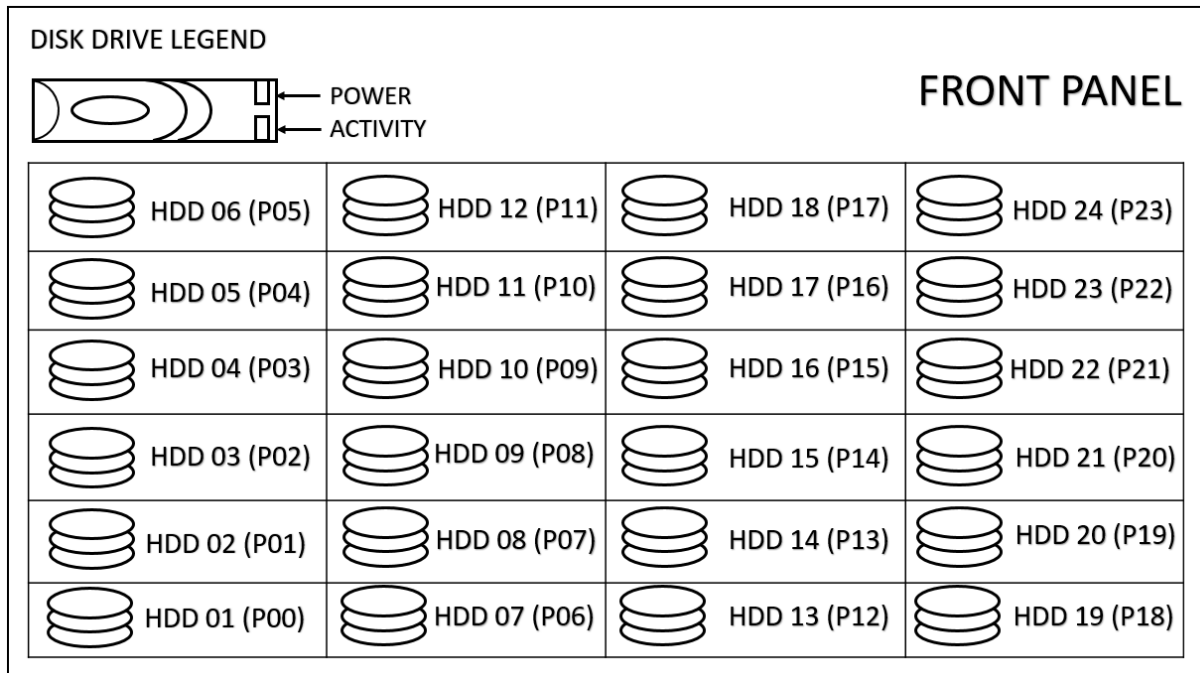 DISK DRIVE LEGEND
FRONT PANEL
POWER
ACTIVITY
HDD 06 (P05) HDD 12 (P11) HDD 18 (P17) HDD 24 (P23)
HDD 05 (P04) HDD 11 (P10) HDD 17 (P16) HDD 23 (P22)
HDD 04 (P03) HDD 10 (P09) HDD 16 (P15) HDD 22 (P21)
HDD 03 (P02) HDD 09 (P08) HDD 15 (P14) HDD 21 (P20)
HDD 02 (P01) HDD 08 (P07) HDD 14 (P13) HDD 20 (P19)
HDD 01 (P00) HDD 07 (P06) HDD 13 (P12) HDD 19 (P18)